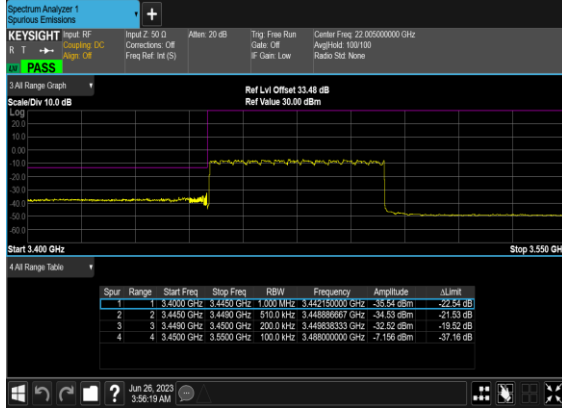 Spectrum Analyzer 1
Spurious Emissions
+
KEYSIGHT Input: RF Input Z: 50 Ω Atten: 20 dB Trig: Free Run Center Freq: 22.005000000 GHz
R T Coupling: DC Corrections: Off Gate: Off Avg|Hold: 100/100
Align: Off Freq Ref: Int (S) IF Gain: Low Radio Std: None
PASS
3 All Range Graph
Ref Lvl Offset 33.48 dB
Scale/Div 10.0 dB Ref Value 30.00 dBm
Log
20.0
10.0
0.00
-10.0
-20.0
-30.0
-40.0
-50.0
-60.0
Start 3.400 GHz Stop 3.550 GH
4 All Range Table
Spur Range Start Freq Stop Freq RBW Frequency Amplitude ΔLimit
1 1 3.4000 GHz 3.4450 GHz 1.000 MHz 3.442150000 GHz -35.54 dBm -22.54 dB
2 2 3.4450 GHz 3.4490 GHz 510.0 kHz 3.448886667 GHz -34.53 dBm -21.53 dB
3 3 3.4490 GHz 3.4500 GHz 200.0 kHz 3.449838333 GHz -32.52 dBm -19.52 dB
4 4 3.4500 GHz 3.5500 GHz 100.0 kHz 3.488000000 GHz -7.156 dBm -37.16 dB
? Jun 26, 2023
3:56:19 AM